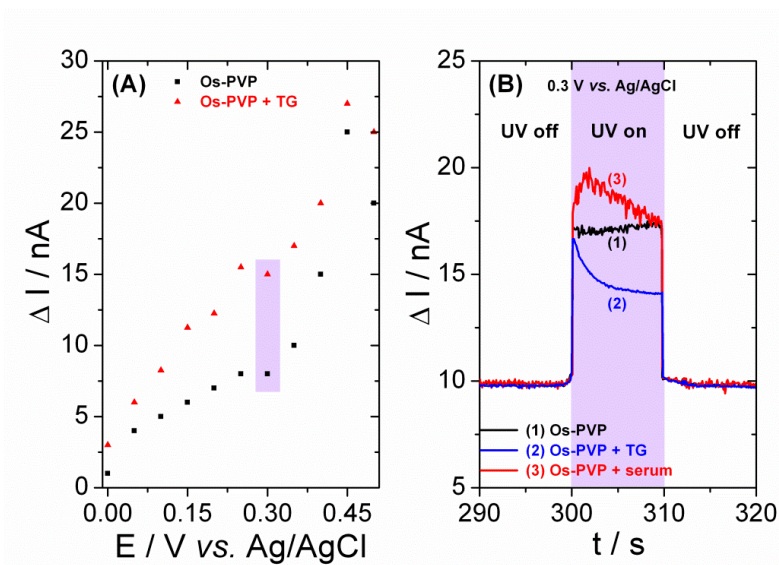 (A)
Os-PVP
Os-PVP + TG
30
25
20
15
10
5
0
Δ I / nA
0.00 0.15 0.30 0.45
E / V vs. Ag/AgCl
(B)
0.3 V vs. Ag/AgCl
UV off UV on UV off
25
20
15
10
5
Δ I / nA
(3)
(1)
(2)
(1) Os-PVP
(2) Os-PVP + TG
(3) Os-PVP + serum
290 300 310 320
t / s